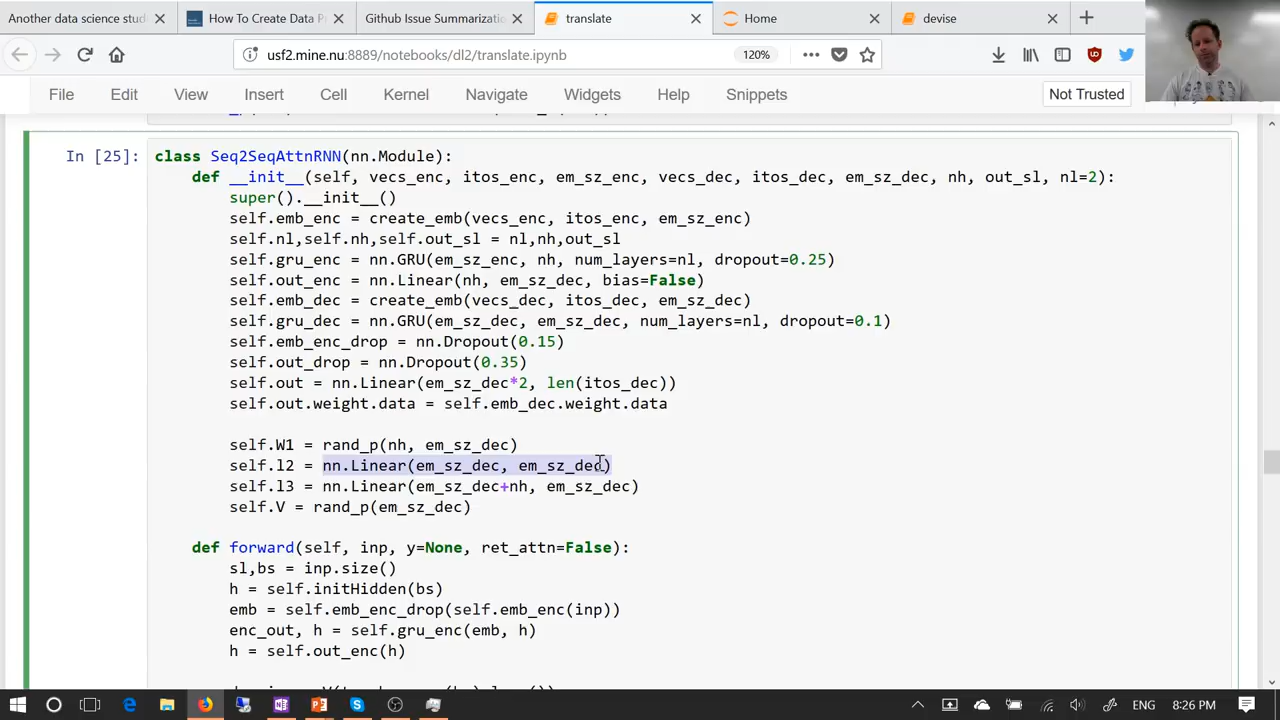 Another data science stude
How To Create Data P
Github Issue Summarizatio
translate
Home
devise
usf2.mine.nu:8889/notebooks/dl2/translate.ipynb
120%
File Edit View Insert Cell Kernel Navigate Widgets Help Snippets
Not Trusted
In [25]:
class Seq2SeqAttnRNN(nn.Module):
def __init__(self, vecs_enc, itos_enc, em_sz_enc, vecs_dec, itos_dec, em_sz_dec, nh, out_sl, nl=2):
super().__init__()
self.emb_enc = create_emb(vecs_enc, itos_enc, em_sz_enc)
self.nl,self.nh,self.out_sl = nl,nh,out_sl
self.gru_enc = nn.GRU(em_sz_enc, nh, num_layers=nl, dropout=0.25)
self.out_enc = nn.Linear(nh, em_sz_dec, bias=False)
self.emb_dec = create_emb(vecs_dec, itos_dec, em_sz_dec)
self.gru_dec = nn.GRU(em_sz_dec, em_sz_dec, num_layers=nl, dropout=0.1)
self.emb_enc_drop = nn.Dropout(0.15)
self.out_drop = nn.Dropout(0.35)
self.out = nn.Linear(em_sz_dec*2, len(itos_dec))
self.out.weight.data = self.emb_dec.weight.data
self.W1 = rand_p(nh, em_sz_dec)
self.l2 = nn.Linear(em_sz_dec, em_sz_dec)
self.l3 = nn.Linear(em_sz_dec+nh, em_sz_dec)
self.V = rand_p(em_sz_dec)
def forward(self, inp, y=None, ret_attn=False):
sl,bs = inp.size()
h = self.initHidden(bs)
emb = self.emb_enc_drop(self.emb_enc(inp))
enc_out, h = self.gru_enc(emb, h)
h = self.out_enc(h)
ENG
8:26 PM